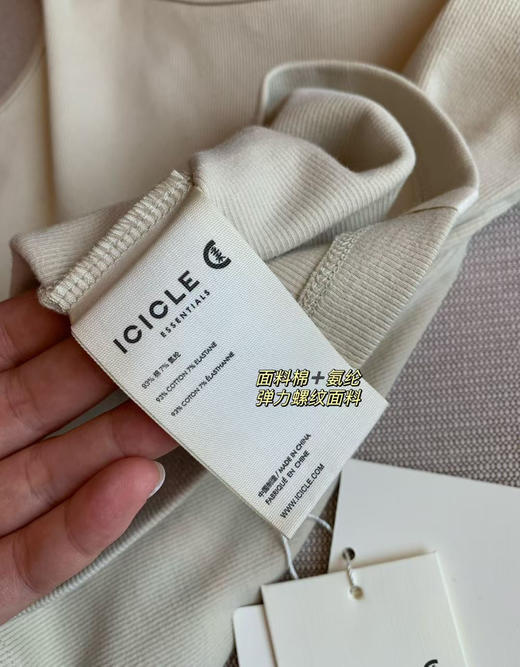 ICICLE
ESSENTIALS
93% 棉 7% 氨纶
93% COTTON 7% ELASTANE
93% COTON 7% ÉLASTHANNE
面料棉+氨纶
弹力螺纹面料
中国制造 / MADE IN CHINA
FABRIQUÉ EN CHINE
WWW.ICICLE.COM